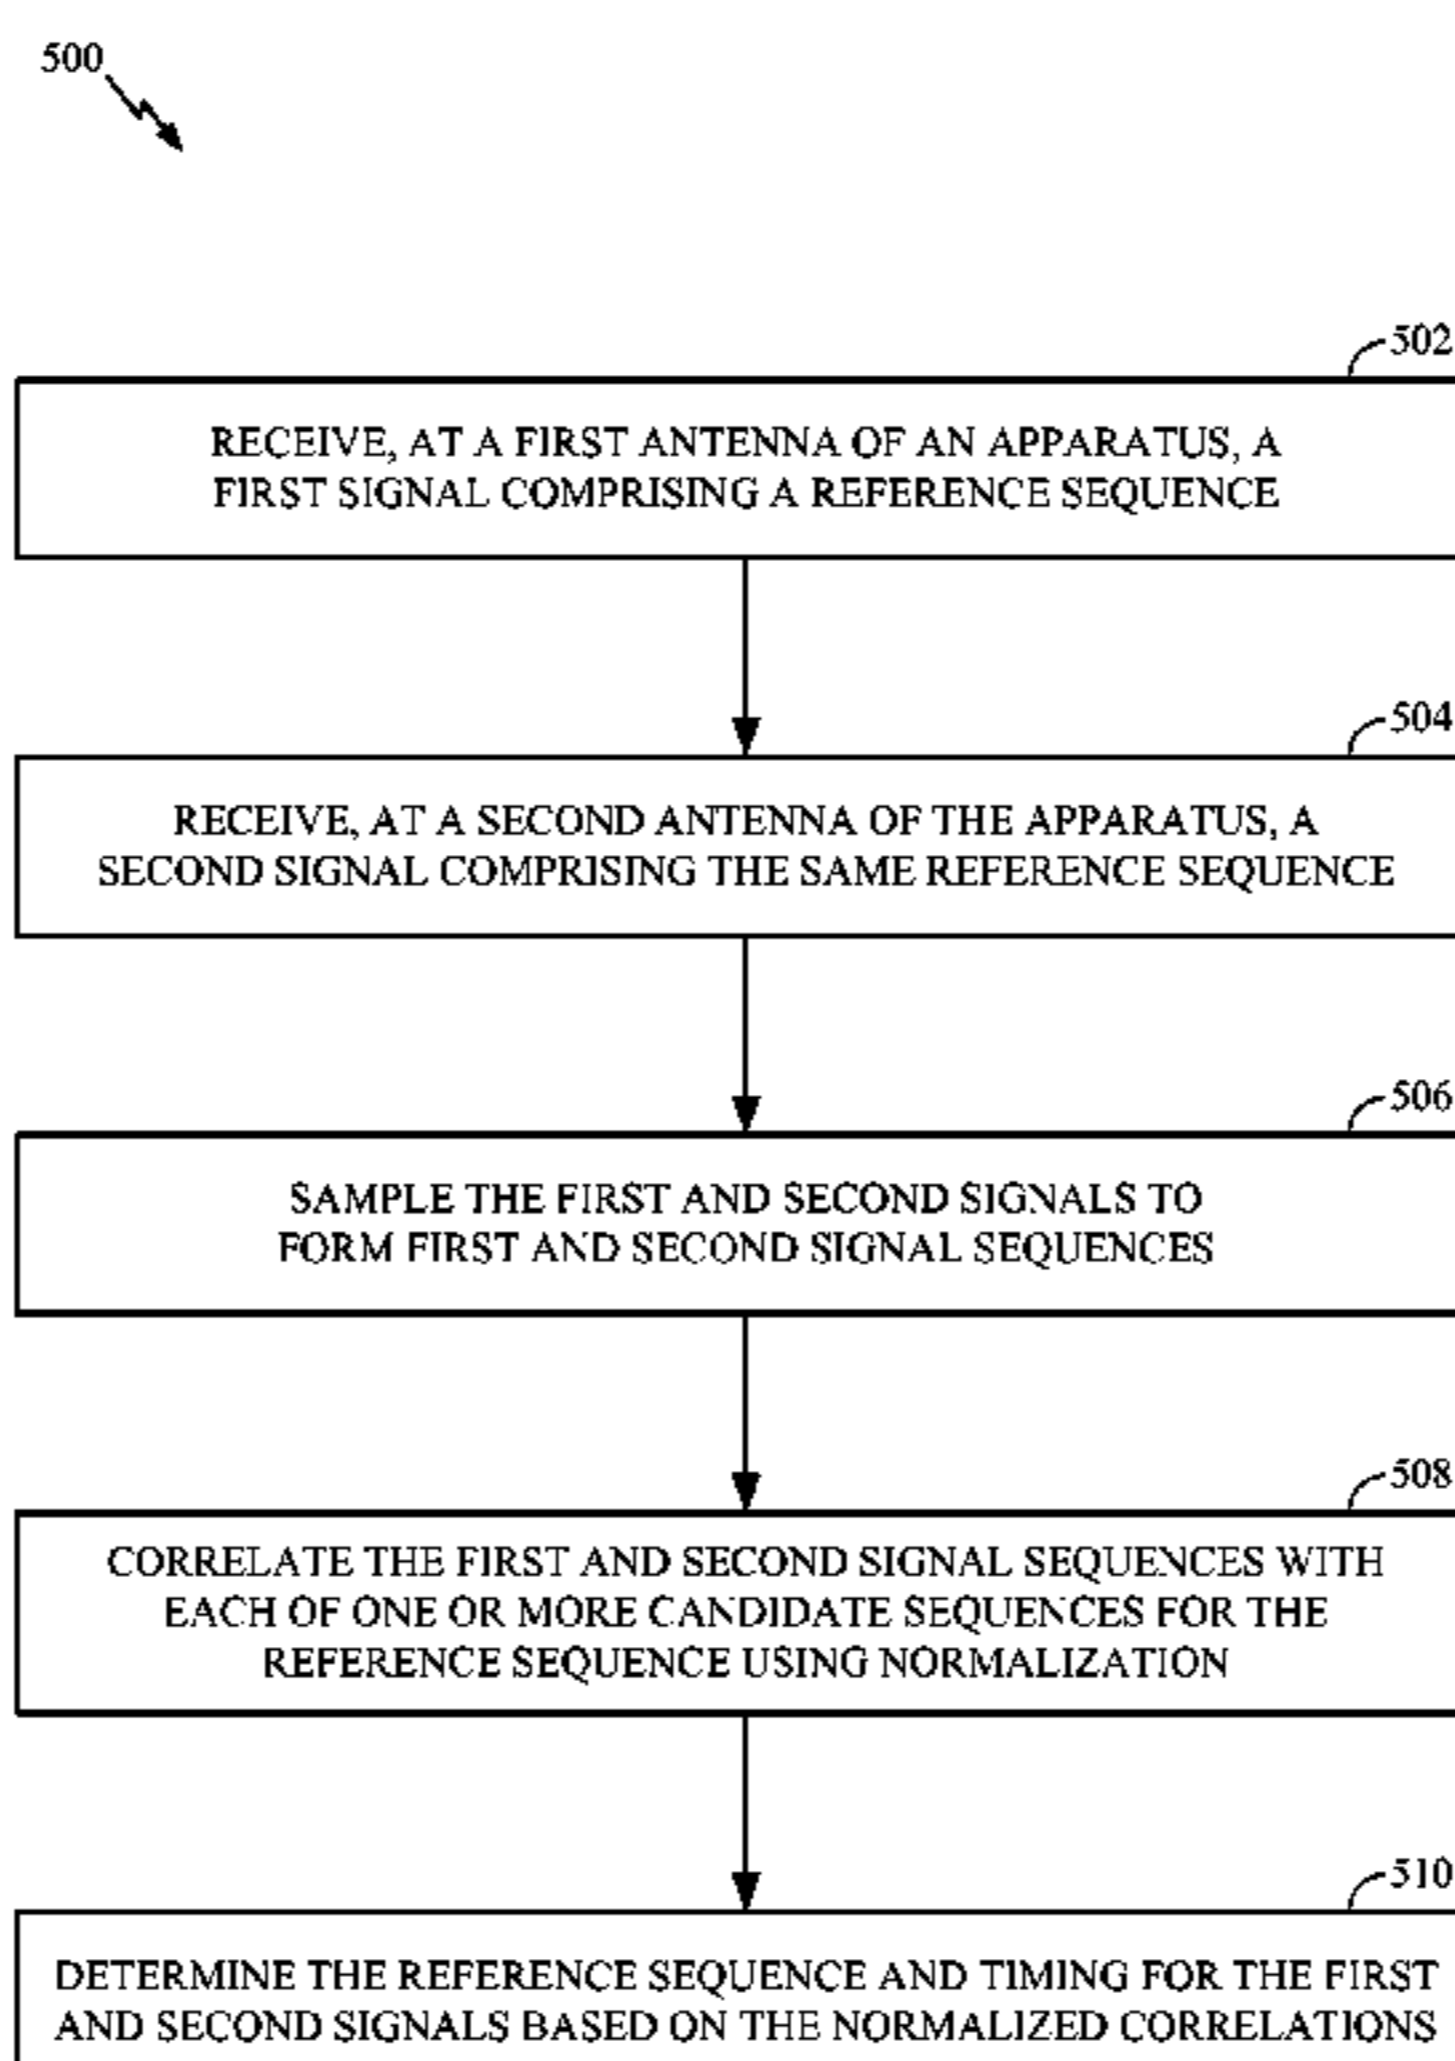 500
502
RECEIVE, AT A FIRST ANTENNA OF AN APPARATUS, A
FIRST SIGNAL COMPRISING A REFERENCE SEQUENCE
504
RECEIVE, AT A SECOND ANTENNA OF THE APPARATUS, A
SECOND SIGNAL COMPRISING THE SAME REFERENCE SEQUENCE
506
SAMPLE THE FIRST AND SECOND SIGNALS TO
FORM FIRST AND SECOND SIGNAL SEQUENCES
508
CORRELATE THE FIRST AND SECOND SIGNAL SEQUENCES WITH
EACH OF ONE OR MORE CANDIDATE SEQUENCES FOR THE
REFERENCE SEQUENCE USING NORMALIZATION
510
DETERMINE THE REFERENCE SEQUENCE AND TIMING FOR THE FIRST
AND SECOND SIGNALS BASED ON THE NORMALIZED CORRELATIONS